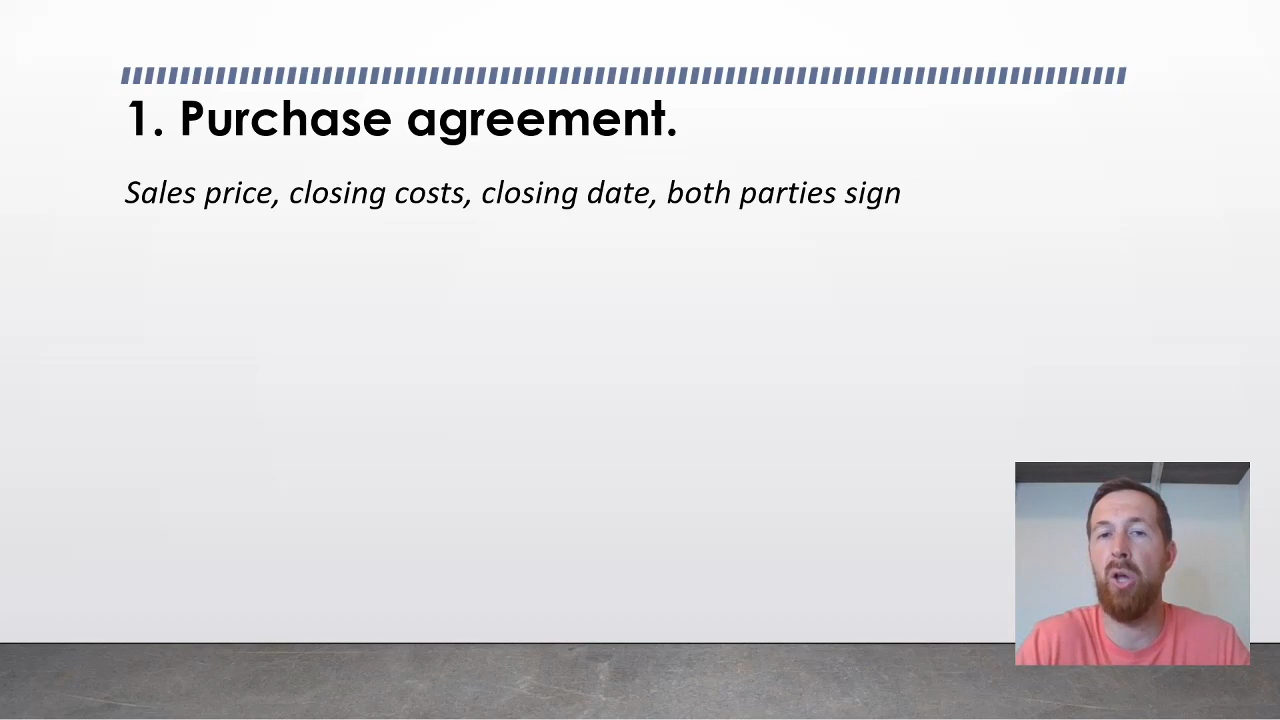 1. Purchase agreement.
Sales price, closing costs, closing date, both parties sign